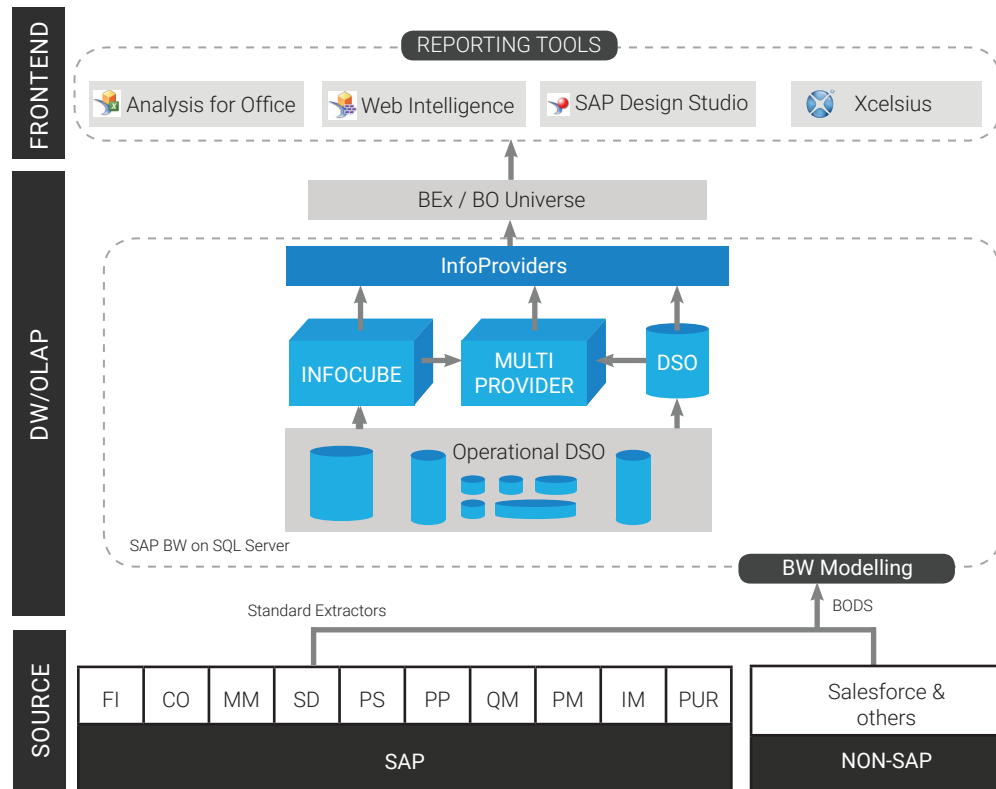 FRONTEND
REPORTING TOOLS
Analysis for Office
Web Intelligence
SAP Design Studio
Xcelsius
DW/OLAP
BEx / BO Universe
InfoProviders
INFOCUBE
MULTI
PROVIDER
DSO
Operational DSO
SAP BW on SQL Server
BW Modelling
Standard Extractors
BODS
SOURCE
FI
CO
MM
SD
PS
PP
QM
PM
IM
PUR
SAP
Salesforce &
others
NON-SAP